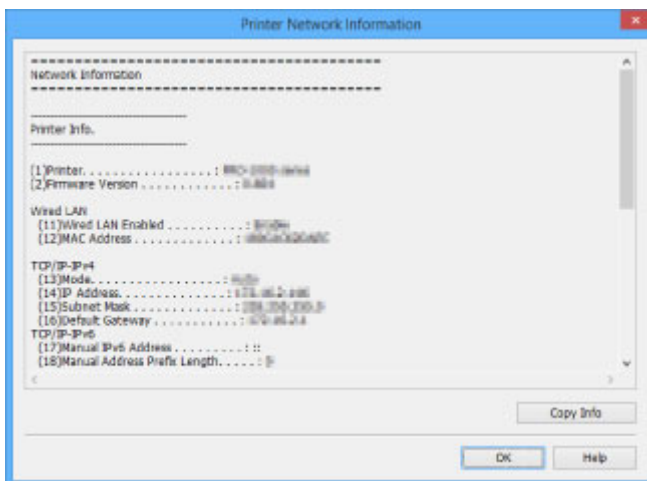 Printer Network Information
====================================
Network Information
====================================
--------------------------------
Printer Info.
--------------------------------
(1)Printer. . . . . . . . . . . . . . . . . :
(2)Firmware Version . . . . . . . . . . . . :
Wired LAN
(11)Wired LAN Enabled . . . . . . . . . . :
(12)MAC Address . . . . . . . . . . . . . :
TCP/IP-IPv4
(13)Mode. . . . . . . . . . . . . . . . . :
(14)IP Address. . . . . . . . . . . . . . :
(15)Subnet Mask . . . . . . . . . . . . . :
(16)Default Gateway . . . . . . . . . . . :
TCP/IP-IPv6
(17)Manual IPv6 Address . . . . . . . . . : ::
(18)Manual Address Prefix Length. . . . . :
Copy Info
OK
Help